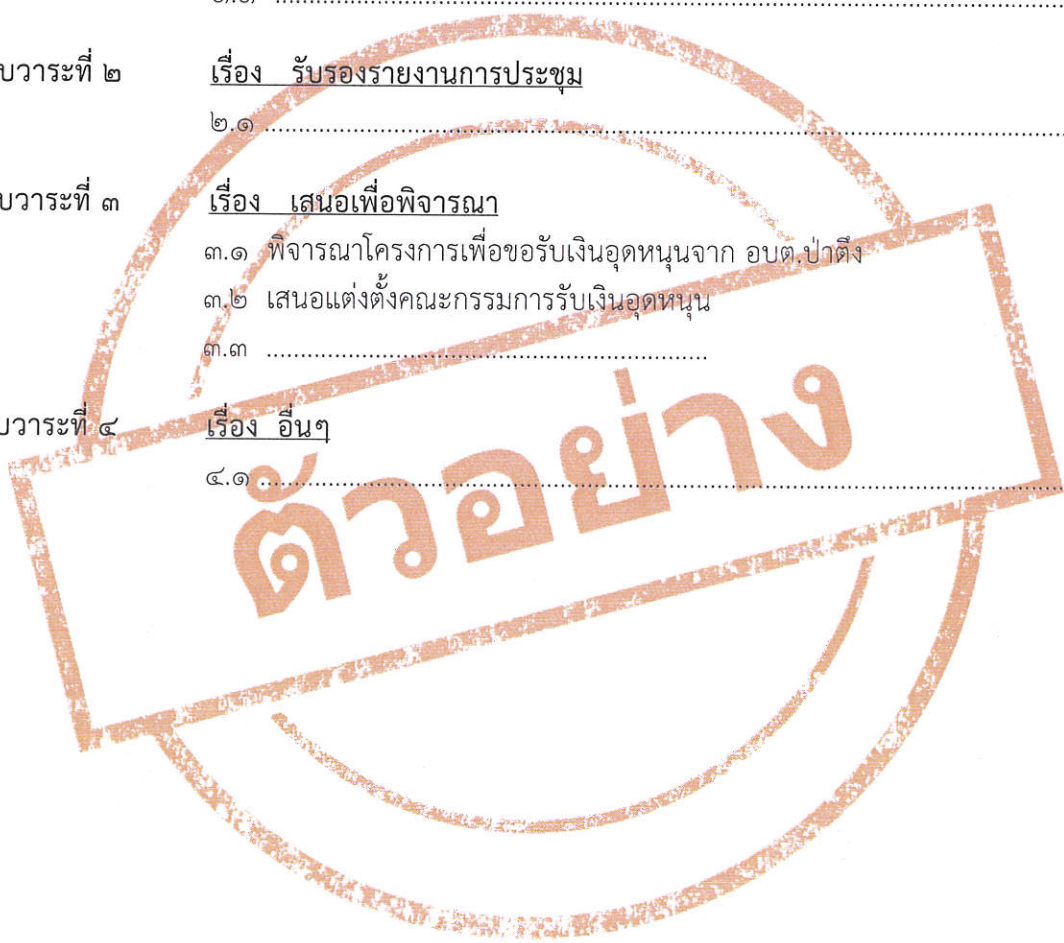 บวาระที่ ๒ เรื่อง รับรองรายงานการประชุม
๒.๑ ........................................................................
บวาระที่ ๓ เรื่อง เสนอเพื่อพิจารณา
๓.๑ พิจารณาโครงการเพื่อขอรับเงินอุดหนุนจาก อบต.ป่าตึง
๓.๒ เสนอแต่งตั้งคณะกรรมการรับเงินอุดหนุน
๓.๓ ........................................................................
บวาระที่ ๔ เรื่อง อื่นๆ
๔.๑ ........................................................................
ตัวอย่าง